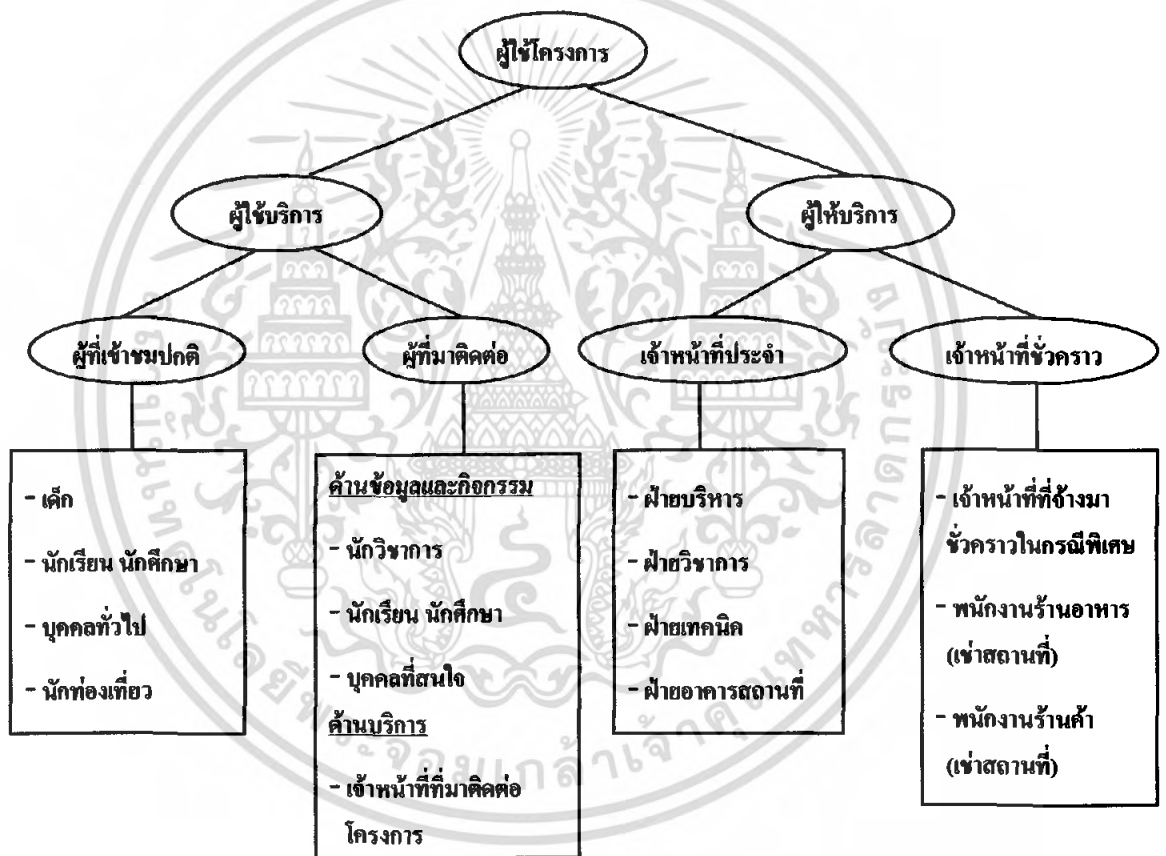 ผู้ใช้โครงการ
ผู้ใช้บริการ
ผู้ให้บริการ
ผู้ที่เข้าชมปกติ
ผู้ที่มาติดต่อ
เจ้าหน้าที่ประจำ
เจ้าหน้าที่ชั่วคราว
- เด็ก
- นักเรียน นักศึกษา
- บุคคลทั่วไป
- นักท่องเที่ยว
ด้านข้อมูลและกิจกรรม
- นักวิชาการ
- นักเรียน นักศึกษา
- บุคคลที่สนใจ
ด้านบริการ
- เจ้าหน้าที่ที่มาติดต่อ
โครงการ
- ฝ่ายบริหาร
- ฝ่ายวิชาการ
- ฝ่ายเทคนิค
- ฝ่ายอาคารสถานที่
- เจ้าหน้าที่ที่จ้างมา
ชั่วคราวในกรณีพิเศษ
- พนักงานร้านอาหาร
(เช่าสถานที่)
- พนักงานร้านค้า
(เช่าสถานที่)